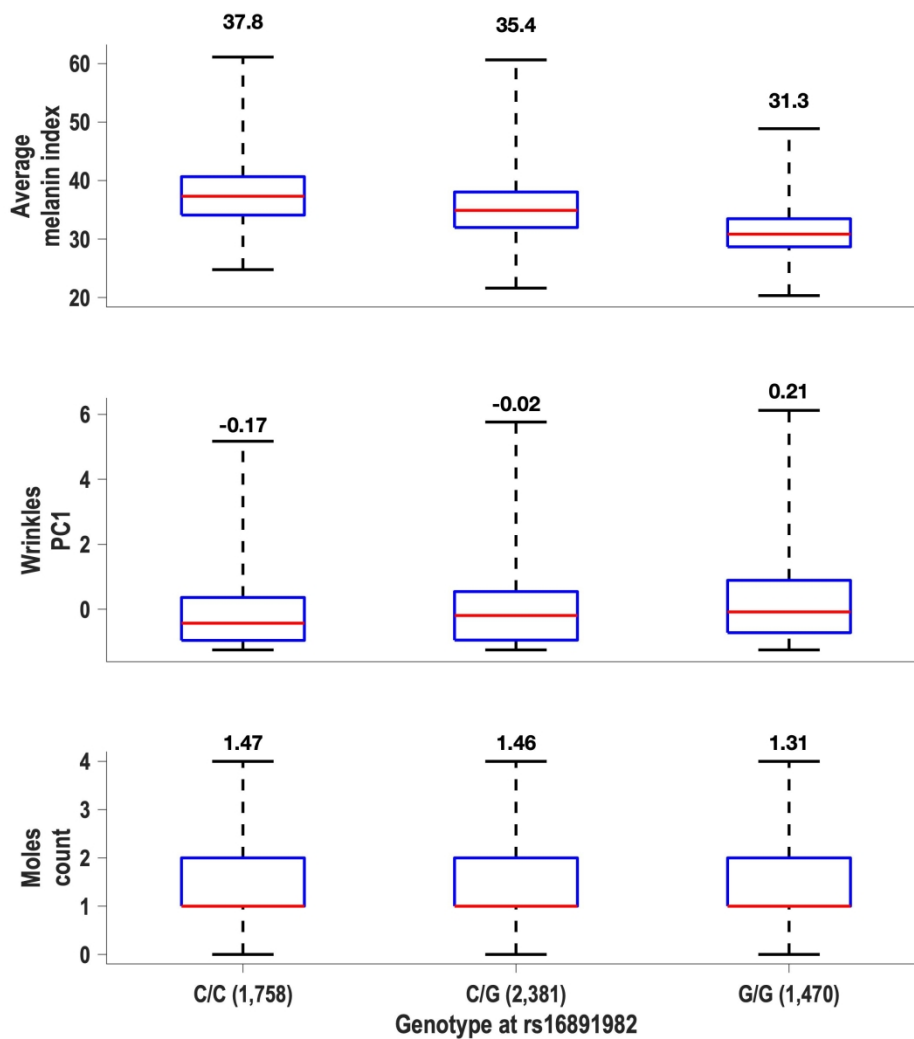 37.8 35.4 31.3
Average
melanin index
60
50
40
30
20
-0.17 -0.02 0.21
Wrinkles
PC1
6
4
2
0
1.47 1.46 1.31
Moles
count
4
3
2
1
0
C/C (1,758) C/G (2,381) G/G (1,470)
Genotype at rs16891982